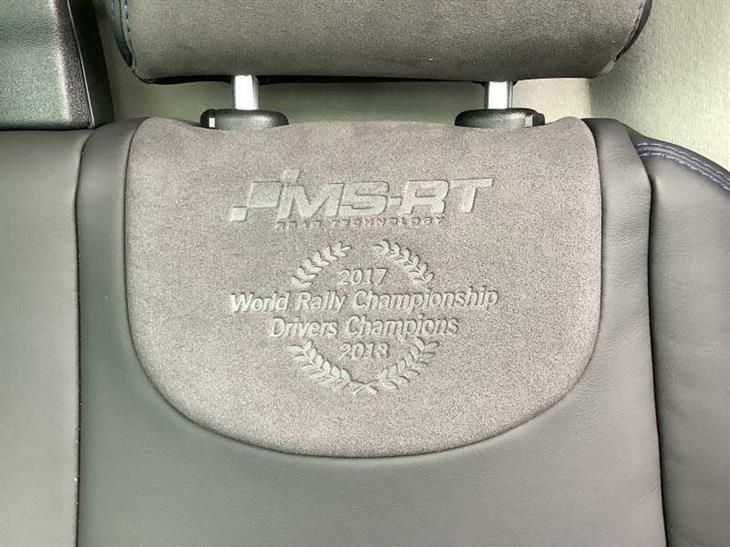 MS-RT
ROAD TECHNOLOGY
2017
World Rally Championship
Drivers Champions
2018